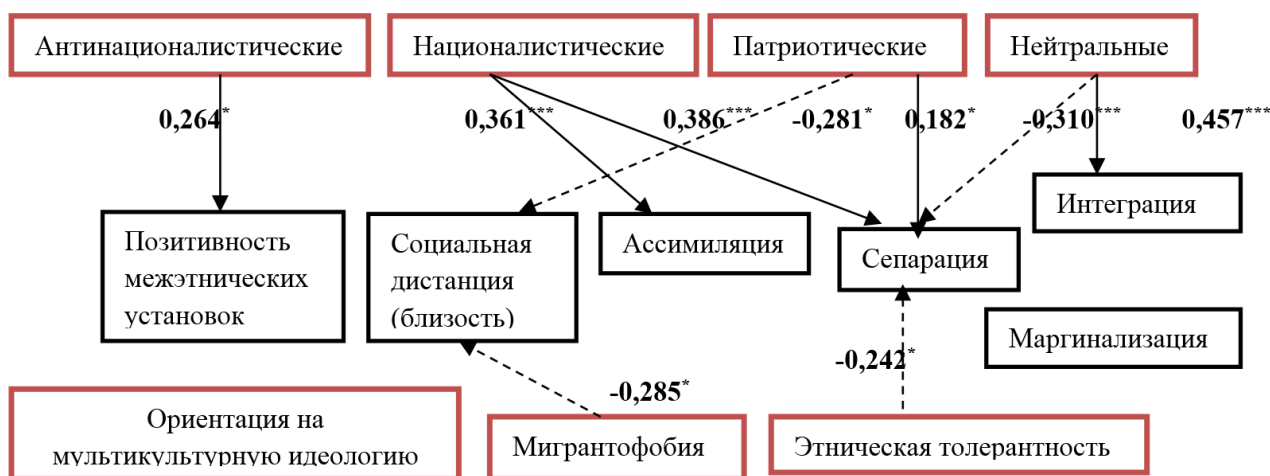 Антинационалистические
Националистические
Патриотические
Нейтральные
0,264*
0,361***
0,386***
-0,281*
0,182*
-0,310***
0,457***
Позитивность
межэтнических
установок
Социальная
дистанция
(близость)
Ассимиляция
Сепарация
Интеграция
Маргинализация
-0,242*
-0,285*
Ориентация на
мультикультурную идеологию
Мигрантофобия
Этническая толерантность